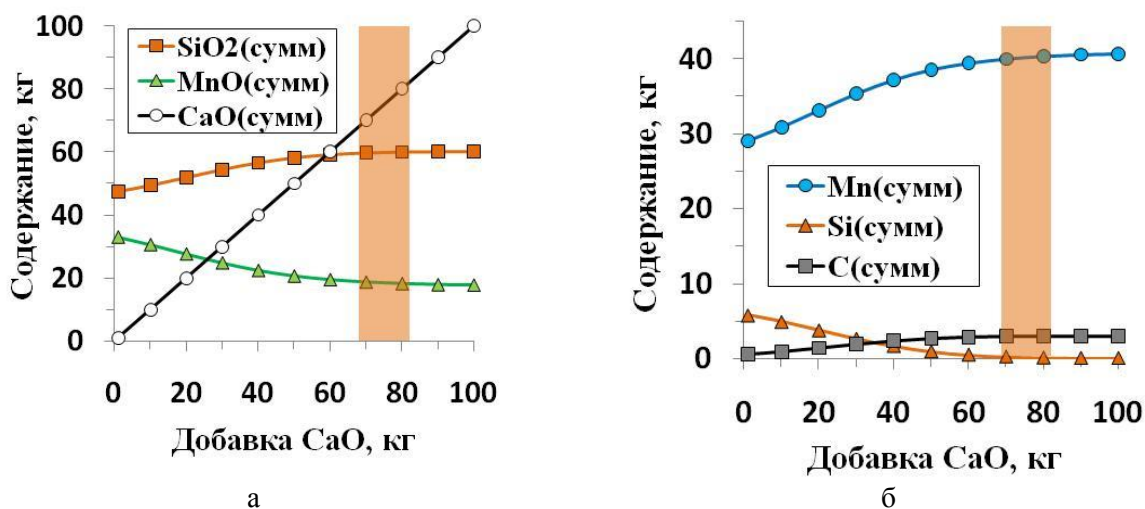 100
80
60
40
20
0
Содержание, кг
SiO2(сумм)
MnO(сумм)
CaO(сумм)
0 20 40 60 80 100
Добавка CaO, кг
а
40
30
20
10
0
Содержание, кг
Mn(сумм)
Si(сумм)
C(сумм)
0 20 40 60 80 100
Добавка CaO, кг
б